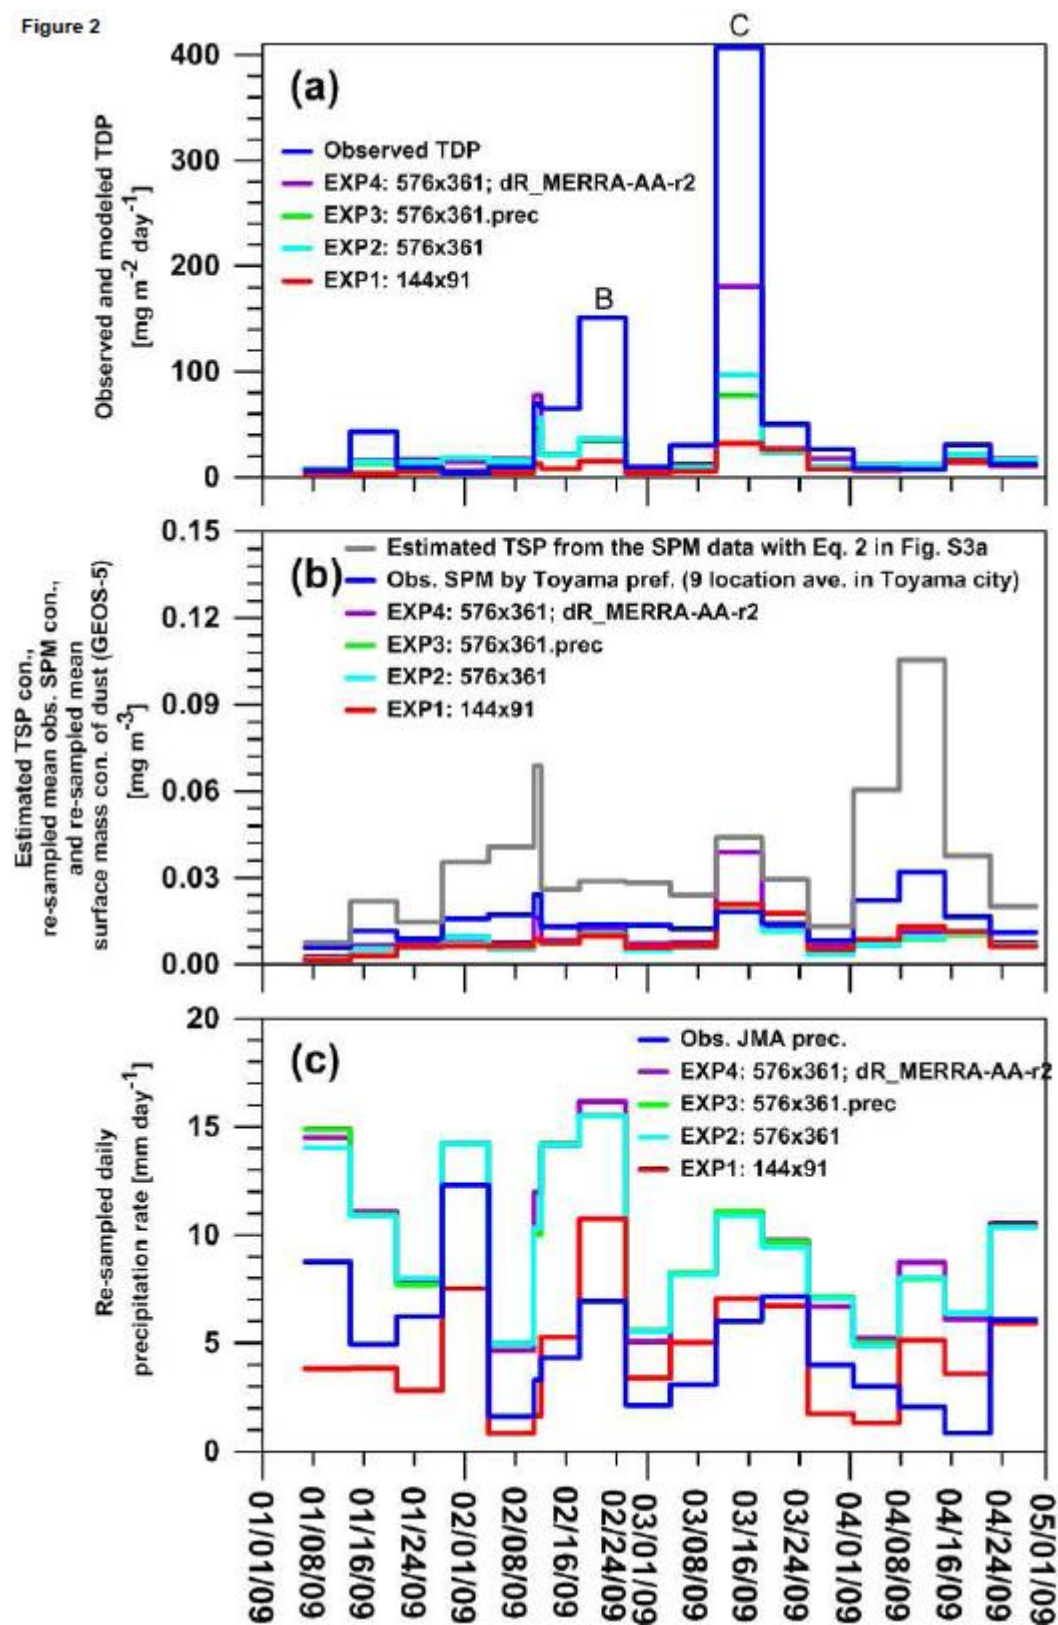 Figure 2
C
(a)
Observed TDP
EXP4: 576x361; dR_MERRA-AA-r2
EXP3: 576x361.prec
EXP2: 576x361
EXP1: 144x91
B
400
300
200
100
0
Observed and modeled TDP
[mg m-2 day-1]
(b)
Estimated TSP from the SPM data with Eq. 2 in Fig. S3a
Obs. SPM by Toyama pref. (9 location ave. in Toyama city)
EXP4: 576x361; dR_MERRA-AA-r2
EXP3: 576x361.prec
EXP2: 576x361
EXP1: 144x91
0.15
0.12
0.09
0.06
0.03
0.00
Estimated TSP con.,
re-sampled mean obs. SPM con.,
and re-sampled mean
surface mass con. of dust (GEOS-5)
[mg m-3]
(c)
Obs. JMA prec.
EXP4: 576x361; dR_MERRA-AA-r2
EXP3: 576x361.prec
EXP2: 576x361
EXP1: 144x91
20
15
10
5
0
Re-sampled daily
precipitation rate [mm day-1]
01/01/09
01/08/09
01/16/09
01/24/09
02/01/09
02/08/09
02/16/09
02/24/09
03/01/09
03/08/09
03/16/09
03/24/09
04/01/09
04/08/09
04/16/09
04/24/09
05/01/09